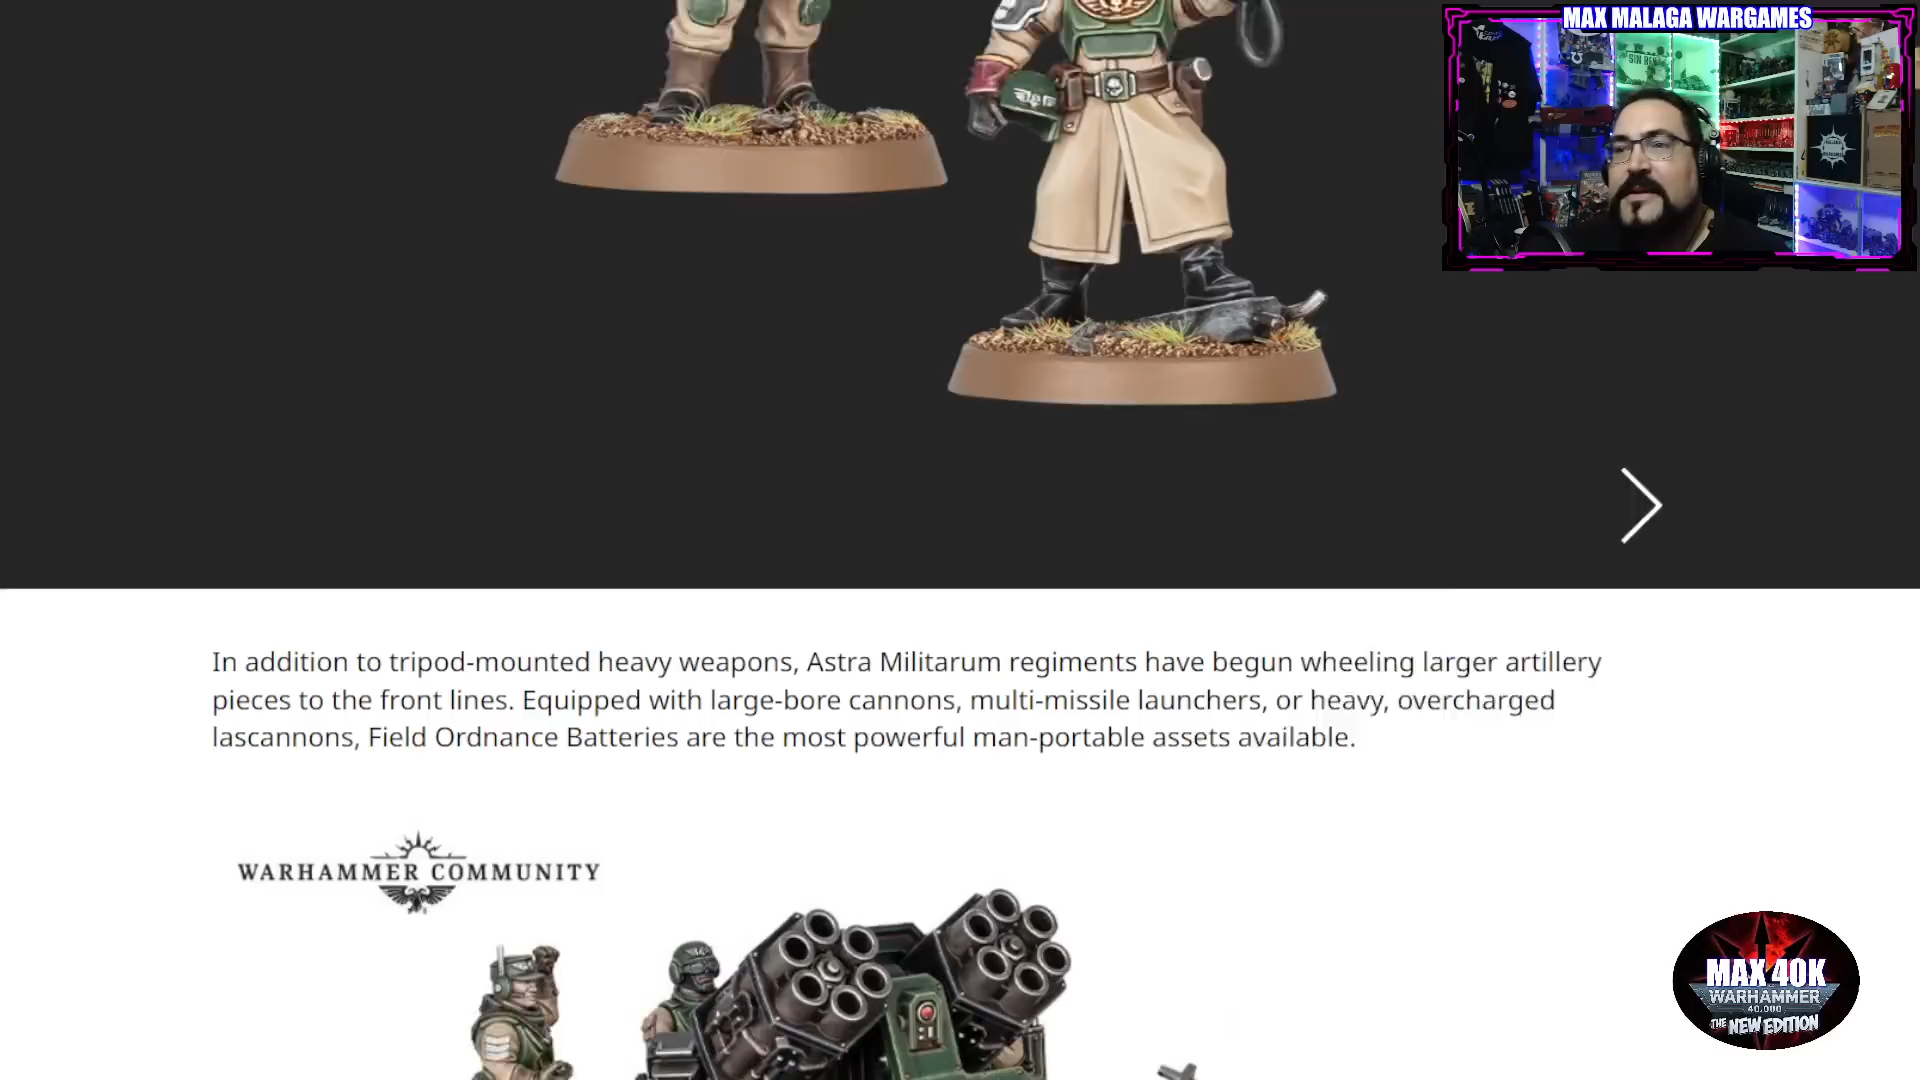 MAX MALAGA WARGAMES
In addition to tripod-mounted heavy weapons, Astra Militarum regiments have begun wheeling larger artillery
pieces to the front lines. Equipped with large-bore cannons, multi-missile launchers, or heavy, overcharged
lascannons, Field Ordnance Batteries are the most powerful man-portable assets available.
WARHAMMER COMMUNITY
MAX 40K
WARHAMMER
40,000
THE NEW EDITION